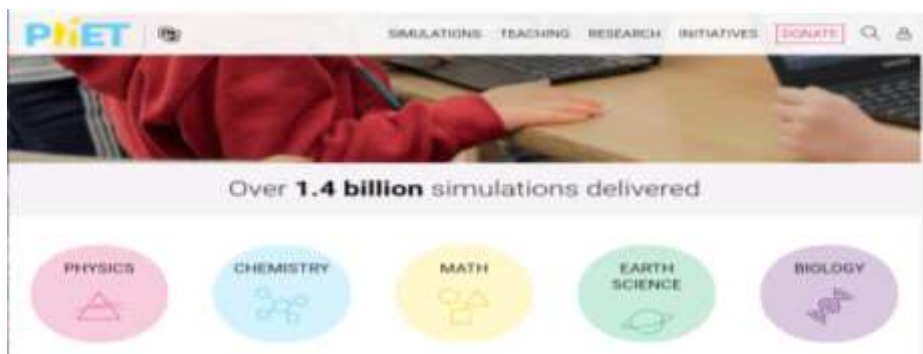 PhET SIMULATIONS TEACHING RESEARCH INITIATIVES DONATE
Over 1.4 billion simulations delivered
PHYSICS CHEMISTRY MATH EARTH SCIENCE BIOLOGY